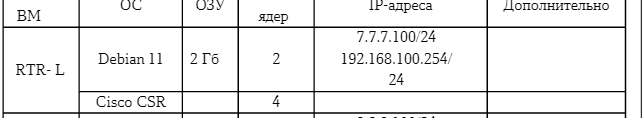 ОС ОЗУ IP-адреса Дополнительно
ВМ ядер
RTR- L Debian 11 2 Гб 2 7.7.7.100/24
192.168.100.254/
24
Cisco CSR 4